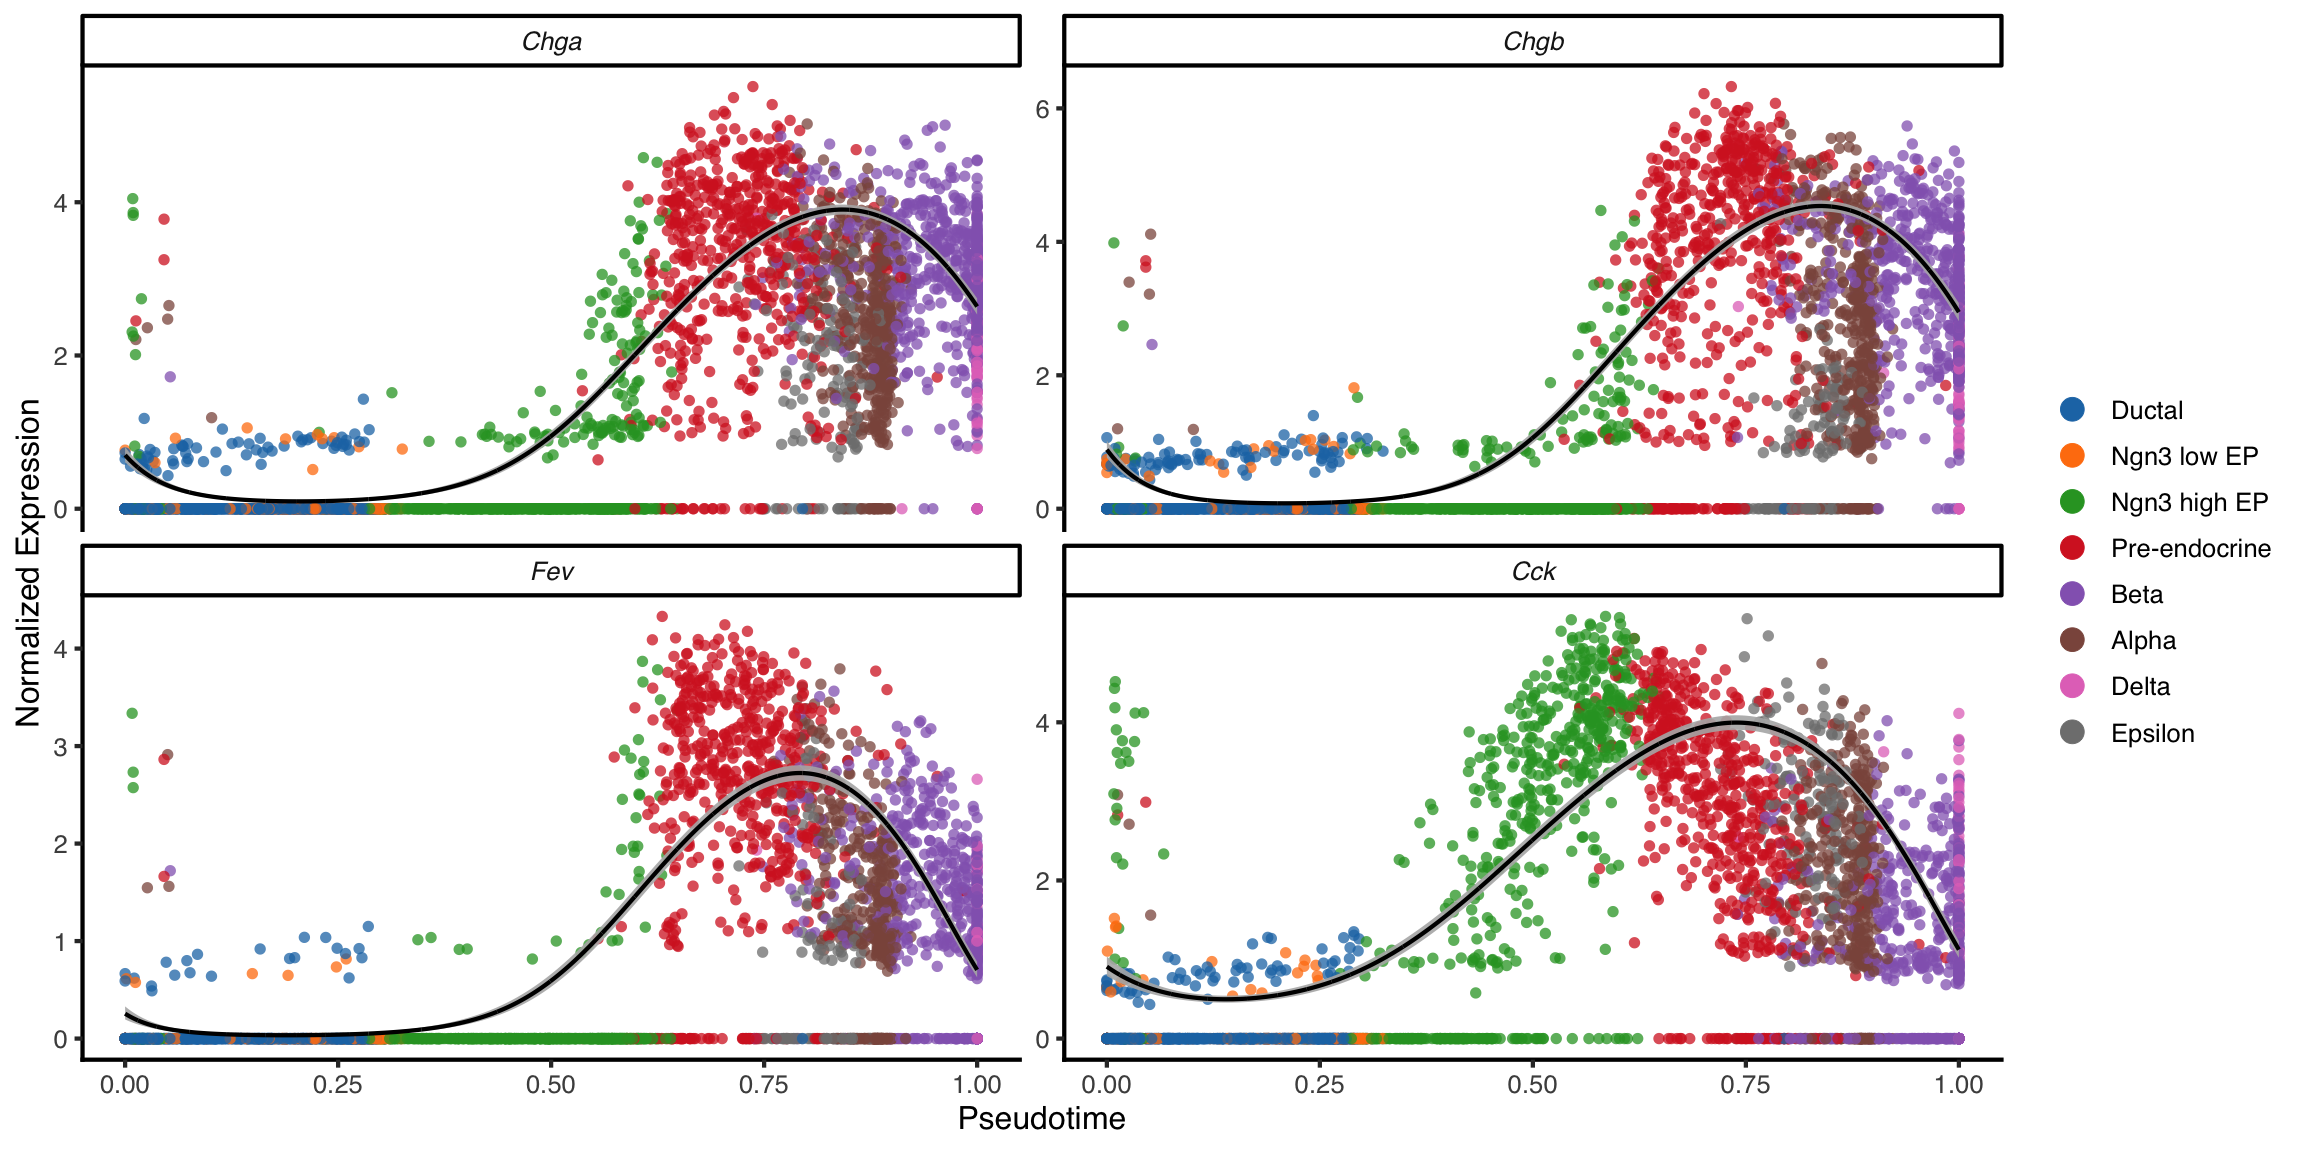 Chga
Chgb
4
2
0
6
4
2
0
Fev
Cck
4
3
2
1
0
4
2
0
0.00 0.25 0.50 0.75 1.00
0.00 0.25 0.50 0.75 1.00
Pseudotime
Normalized Expression
Ductal
Ngn3 low EP
Ngn3 high EP
Pre-endocrine
Beta
Alpha
Delta
Epsilon